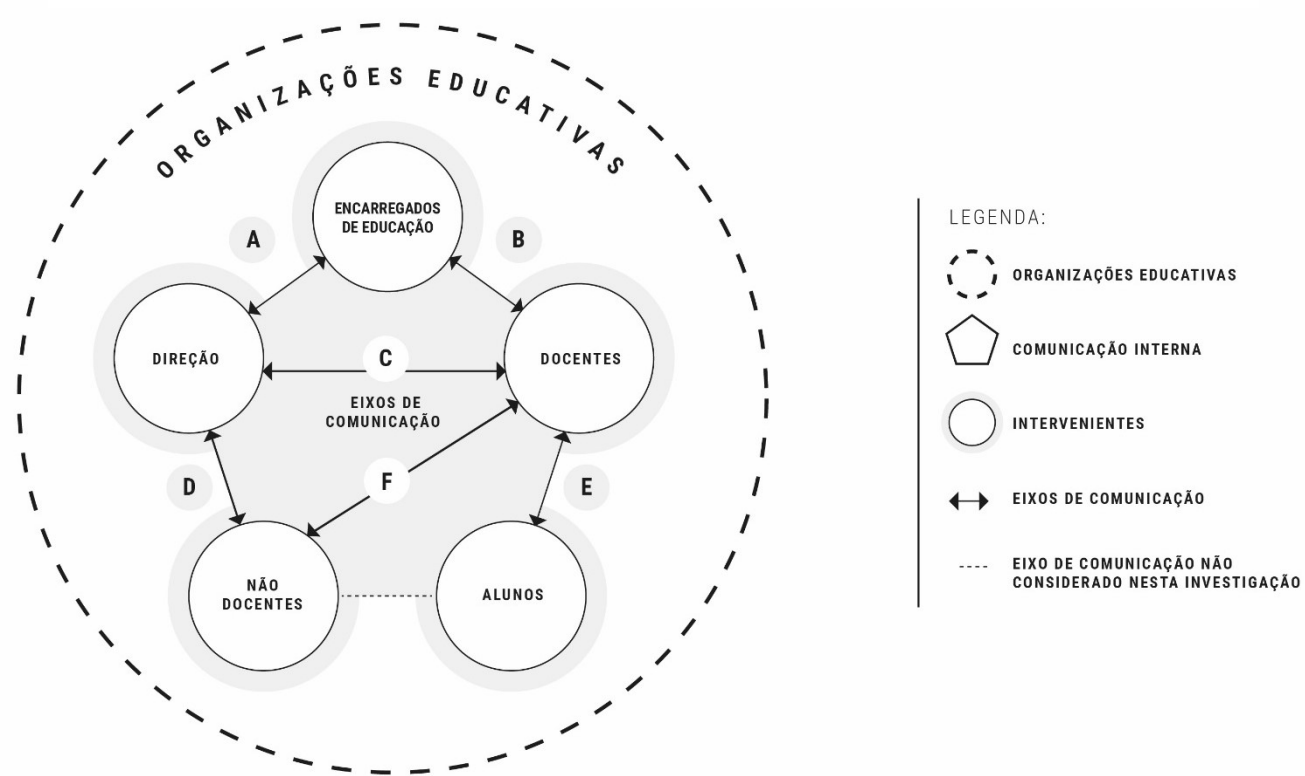 ORGANIZAÇÕES EDUCATIVAS
ENCARREGADOS
DE EDUCAÇÃO
A
B
DIREÇÃO
C
DOCENTES
EIXOS DE
COMUNICAÇÃO
D
F
E
NÃO
DOCENTES
ALUNOS
LEGENDA:
ORGANIZAÇÕES EDUCATIVAS
COMUNICAÇÃO INTERNA
INTERVENIENTES
EIXOS DE COMUNICAÇÃO
EIXO DE COMUNICAÇÃO NÃO
CONSIDERADO NESTA INVESTIGAÇÃO